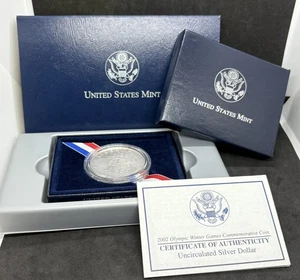 United States Mint
United States Mint
2002 Olympic Winter Games Commemorative Coin
CERTIFICATE OF AUTHENTICITY
Uncirculated Silver Dollar